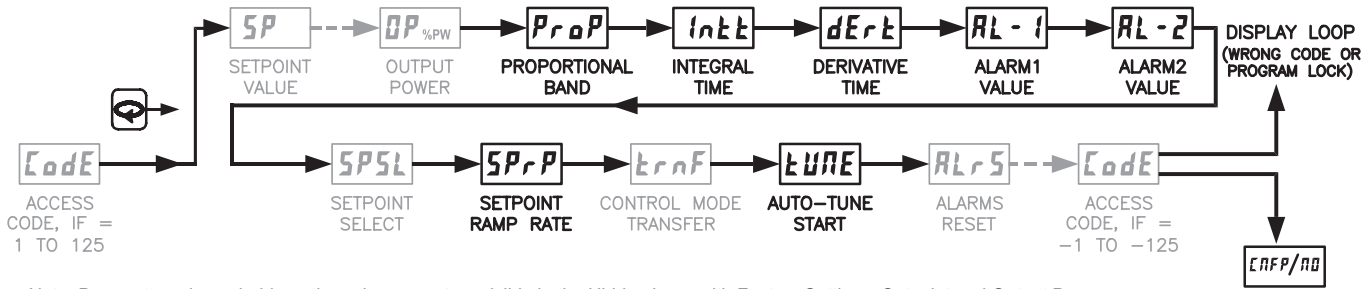 SP
OP %PW
ProP
Intt
dErt
AL-1
AL-2
SETPOINT VALUE
OUTPUT POWER
PROPORTIONAL BAND
INTEGRAL TIME
DERIVATIVE TIME
ALARM1 VALUE
ALARM2 VALUE
DISPLAY LOOP
(WRONG CODE OR
PROGRAM LOCK)
CodE
ACCESS
CODE, IF =
1 TO 125
SPSL
SETPOINT
SELECT
SPrP
SETPOINT
RAMP RATE
trnF
CONTROL MODE
TRANSFER
tUNE
AUTO-TUNE
START
ALrS
ALARMS
RESET
CodE
ACCESS
CODE, IF =
-1 TO -125
CNFP/NO